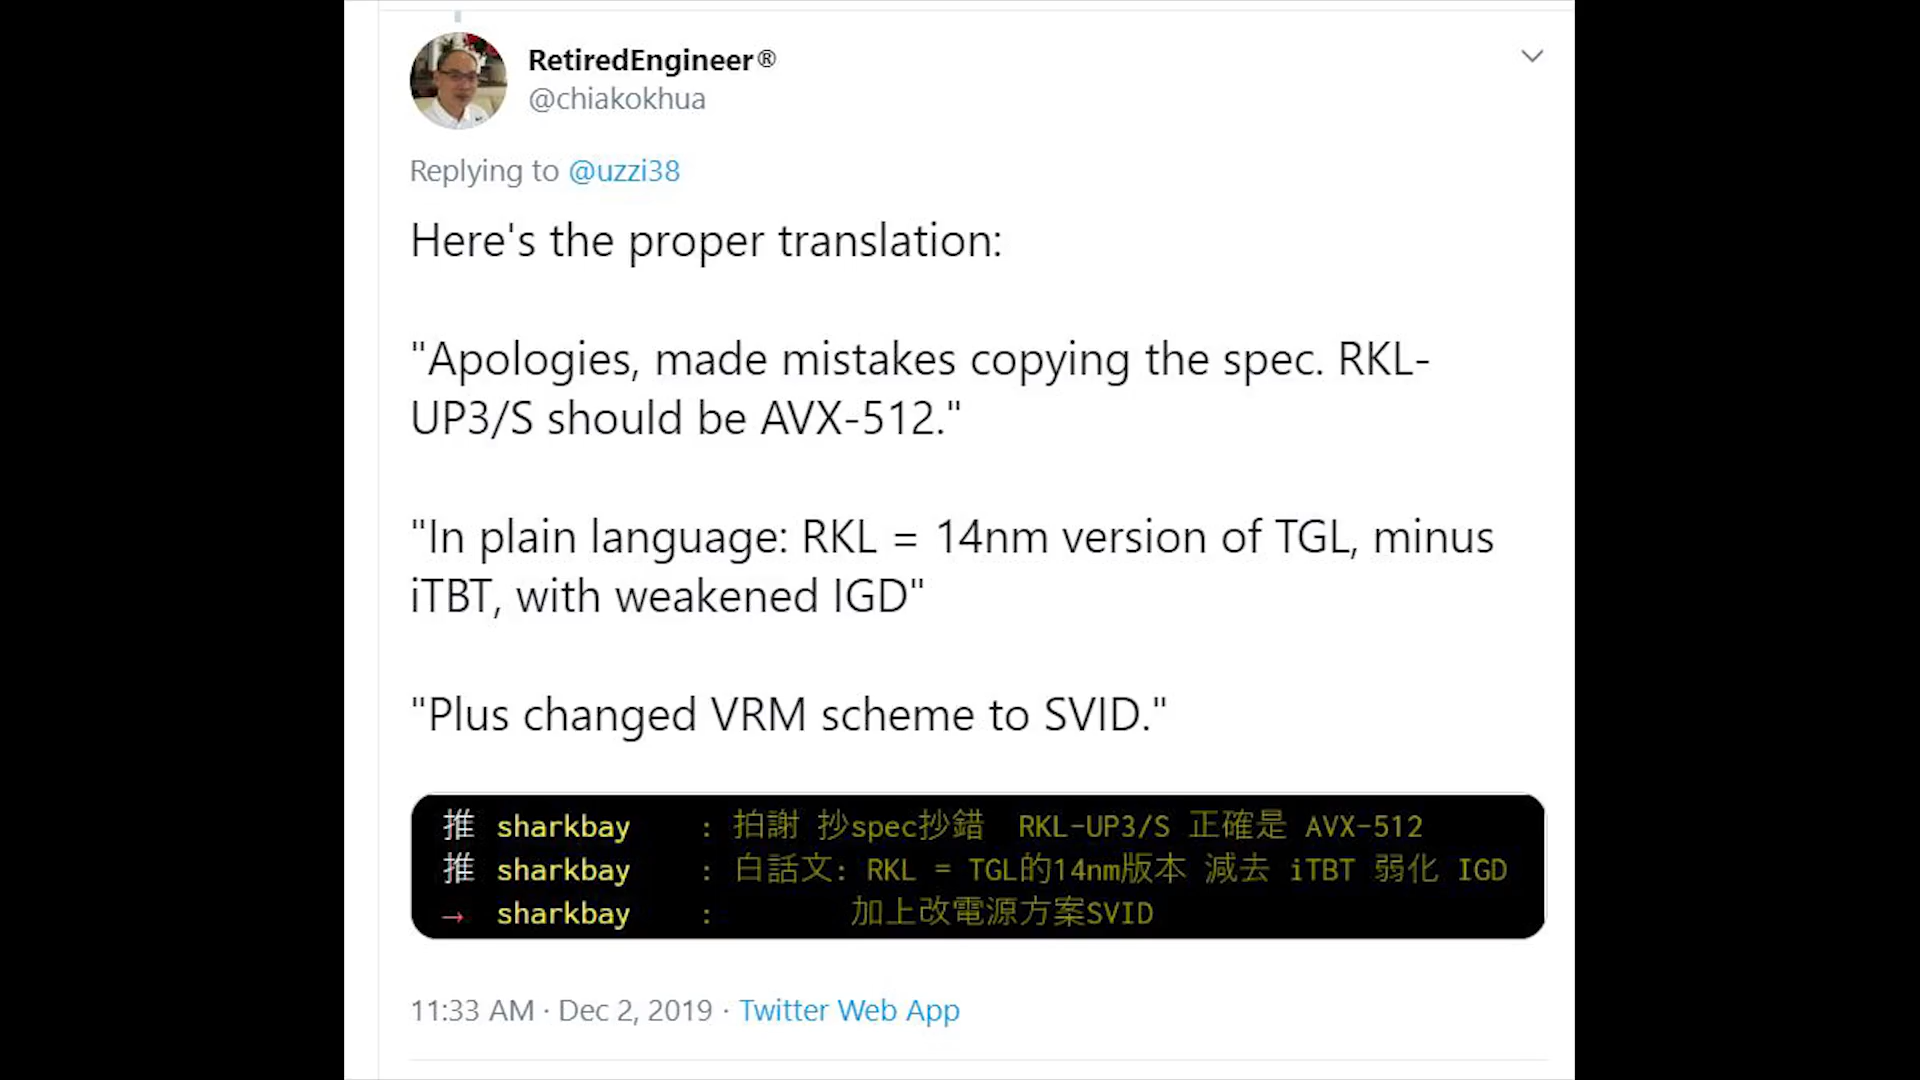 RetiredEngineer®
@chiakokhua
Replying to @uzzi38
Here's the proper translation:
"Apologies, made mistakes copying the spec. RKL-
UP3/S should be AVX-512."
"In plain language: RKL = 14nm version of TGL, minus
iTBT, with weakened IGD"
"Plus changed VRM scheme to SVID."
推 sharkbay : 拍謝 抄spec抄錯 RKL-UP3/S 正確是 AVX-512
推 sharkbay : 白話文: RKL = TGL的14nm版本 減去 iTBT 弱化 IGD
→ sharkbay : 加上改電源方案SVID
11:33 AM · Dec 2, 2019 · Twitter Web App